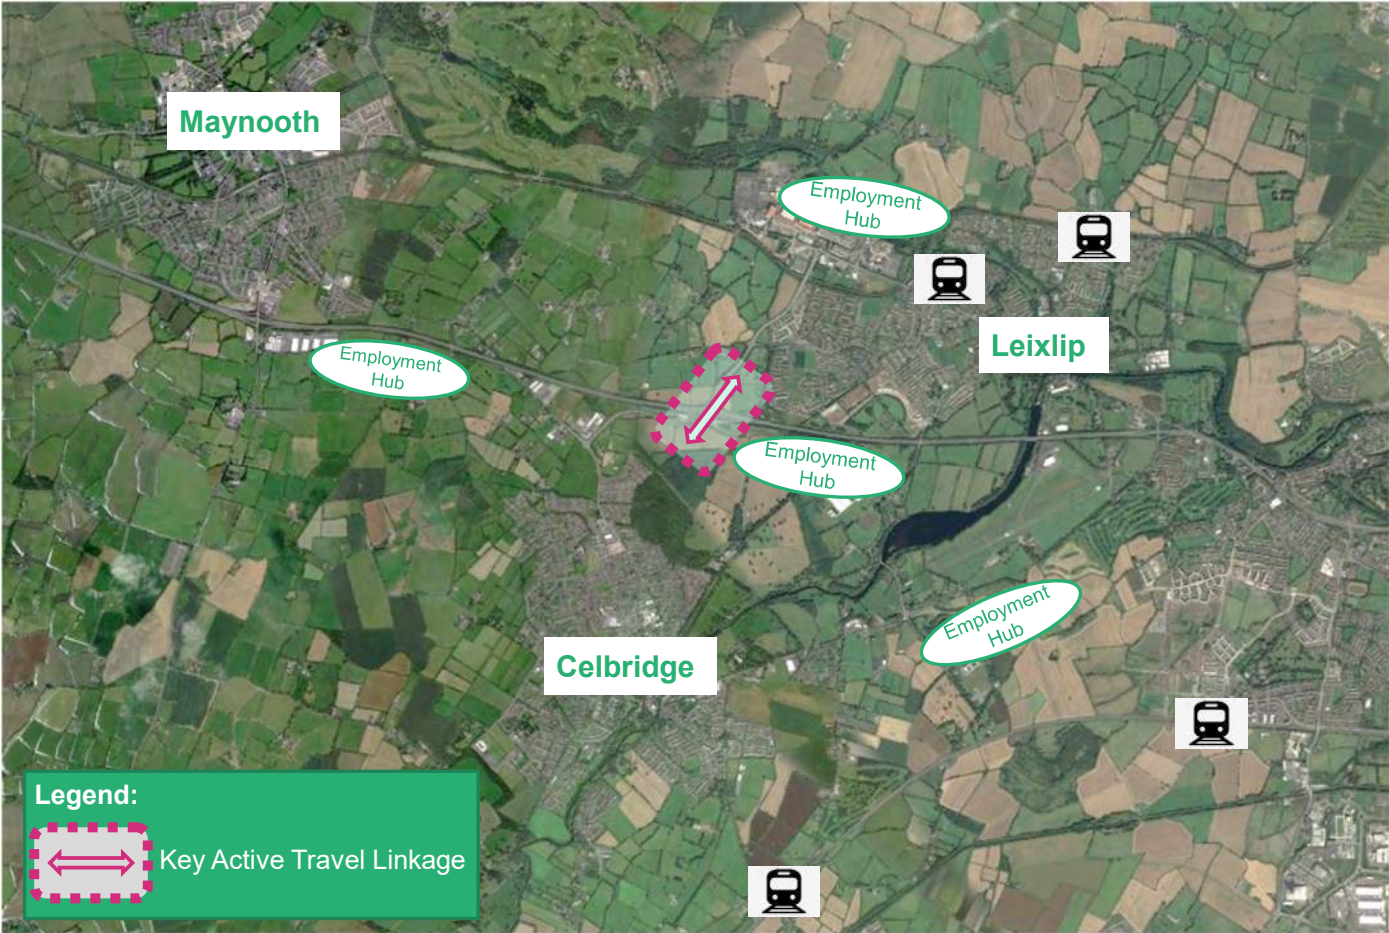 Maynooth
Employment
Hub
Leixlip
Employment
Hub
Employment
Hub
Employment
Hub
Celbridge
Legend:
Key Active Travel Linkage